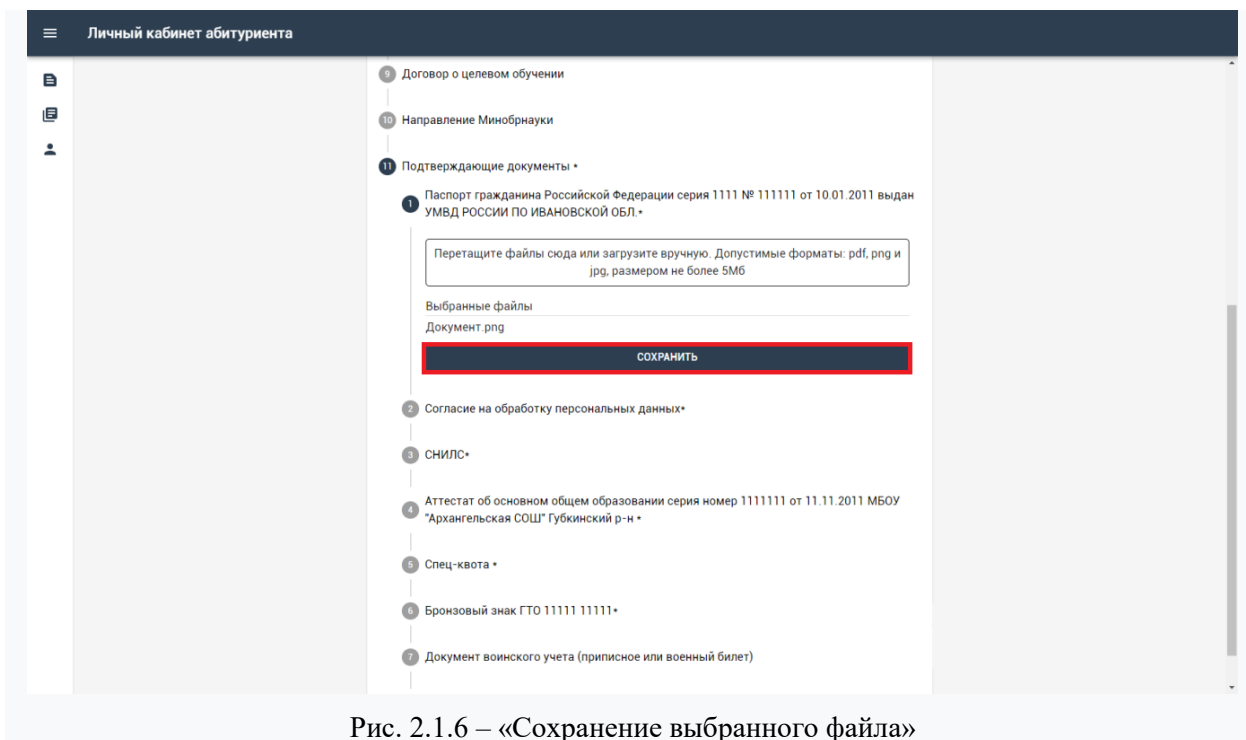 Личный кабинет абитуриента
9 Договор о целевом обучении
10 Направление Минобрнауки
11 Подтверждающие документы *
1 Паспорт гражданина Российской Федерации серия 1111 № 111111 от 10.01.2011 выдан
УМВД РОССИИ ПО ИВАНОВСКОЙ ОБЛ.*
Перетащите файлы сюда или загрузите вручную. Допустимые форматы: pdf, png и
jpg, размером не более 5Мб
Выбранные файлы
Документ.png
СОХРАНИТЬ
2 Согласие на обработку персональных данных*
3 СНИЛС*
4 Аттестат об основном общем образовании серия номер 1111111 от 11.11.2011 МБОУ
"Архангельская СОШ" Губкинский р-н *
5 Спец-квота *
6 Бронзовый знак ГТО 11111 11111*
7 Документ воинского учета (приписное или военный билет)
Рис. 2.1.6 – «Сохранение выбранного файла»